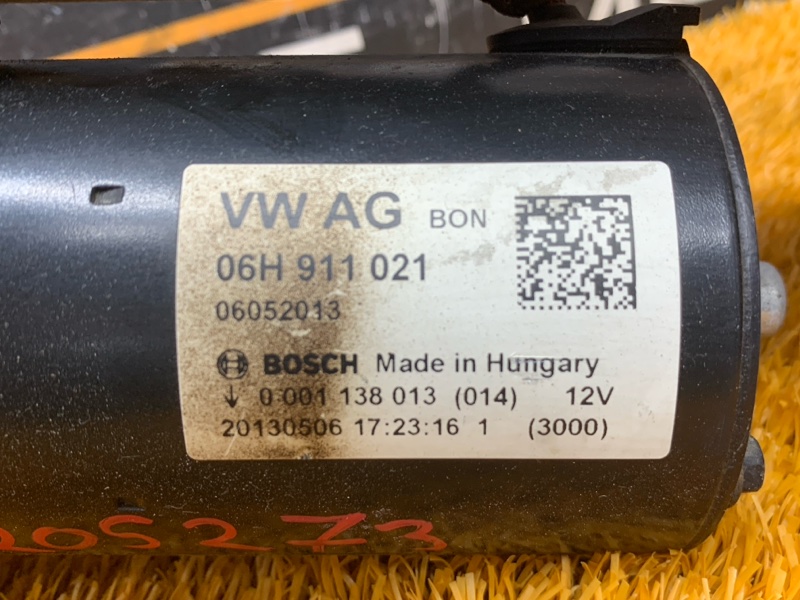 VW AG BON
06H 911 021
06052013
BOSCH Made in Hungary
↓ 0 001 138 013 (014) 12V
20130506 17:23:16 1 (3000)
205273